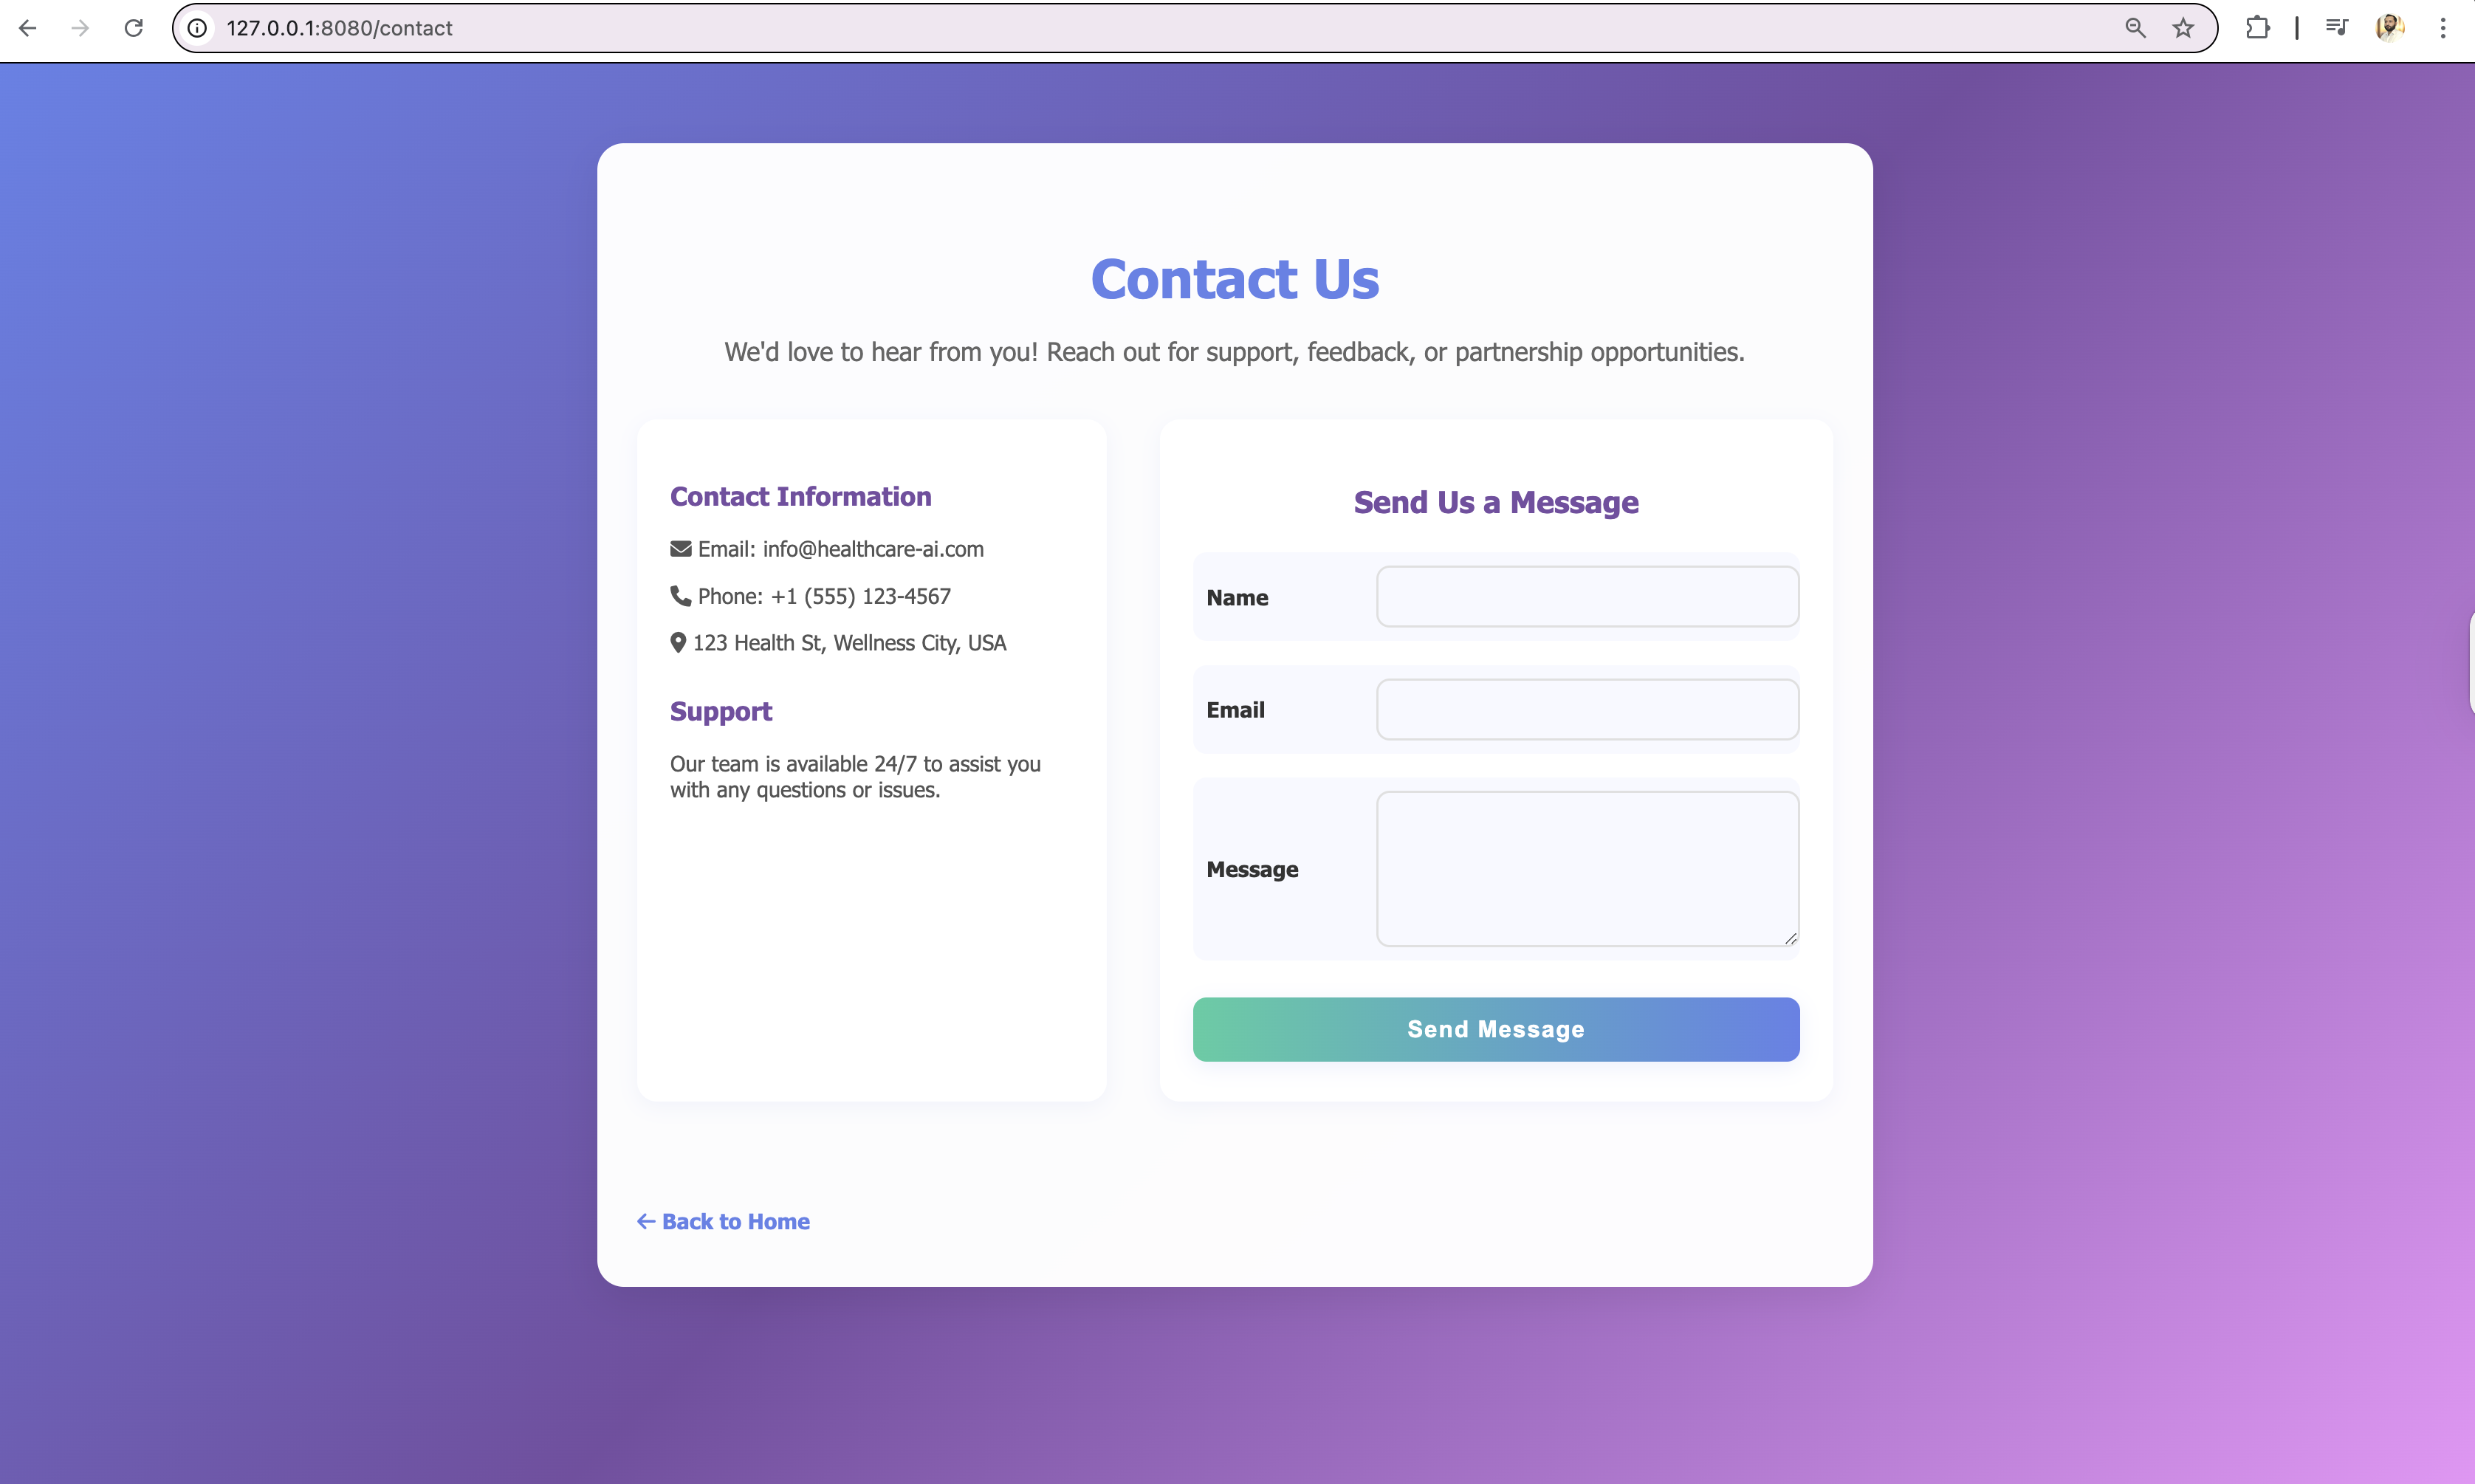 127.0.0.1:8080/contact
Contact Us
We'd love to hear from you! Reach out for support, feedback, or partnership opportunities.
Contact Information
Email: info@healthcare-ai.com
Phone: +1 (555) 123-4567
123 Health St, Wellness City, USA
Support
Our team is available 24/7 to assist you
with any questions or issues.
Send Us a Message
Name
Email
Message
Send Message
Back to Home